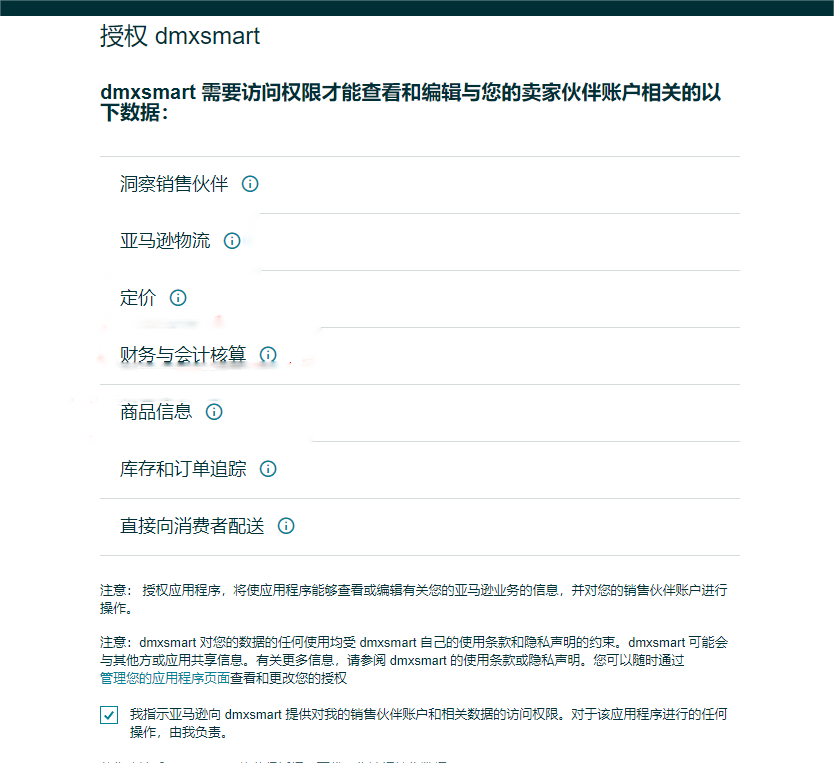 授权 dmxsmart
dmxsmart 需要访问权限才能查看和编辑与您的卖家伙伴账户相关的以
下数据：
洞察销售伙伴
亚马逊物流
定价
财务与会计核算
商品信息
库存和订单追踪
直接向消费者配送
注意： 授权应用程序，将使应用程序能够查看或编辑有关您的亚马逊业务的信息，并对您的销售伙伴账户进行
操作。
注意：dmxsmart 对您的数据的任何使用均受 dmxsmart 自己的使用条款和隐私声明的约束。dmxsmart 可能会
与其他方或应用共享信息。有关更多信息，请参阅 dmxsmart 的使用条款或隐私声明。您可以随时通过
管理您的应用程序页面查看和更改您的授权
我指示亚马逊向 dmxsmart 提供对我的销售伙伴账户和相关数据的访问权限。对于该应用程序进行的任何
操作，由我负责。